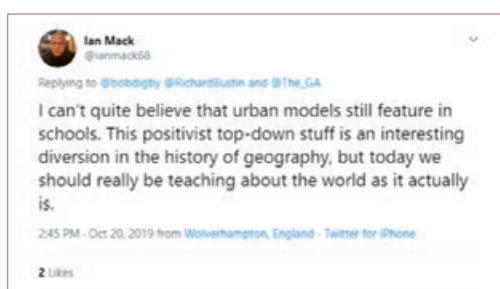 Ian Mack
@ianmack68
Replying to @bobdigby @RichardBustin and @The_GA
I can't quite believe that urban models still feature in
schools. This positivist top-down stuff is an interesting
diversion in the history of geography, but today we
should really be teaching about the world as it actually
is.
2:45 PM - Oct 20, 2019 from Wolverhampton, England - Twitter for iPhone
2 Likes